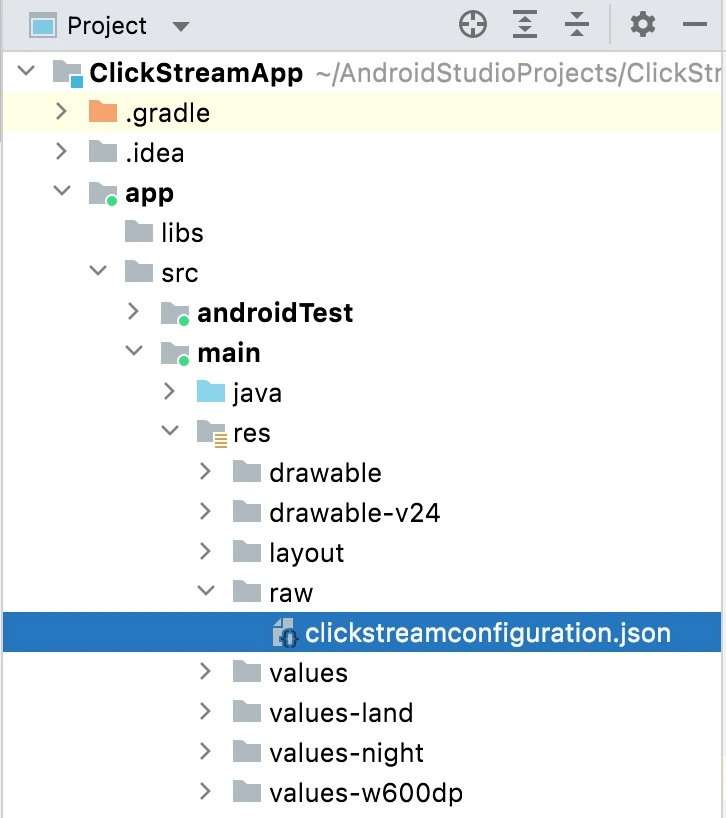 Project
ClickStreamApp ~/AndroidStudioProjects/ClickStr
.gradle
.idea
app
libs
src
androidTest
main
java
res
drawable
drawable-v24
layout
raw
clickstreamconfiguration.json
values
values-land
values-night
values-w600dp